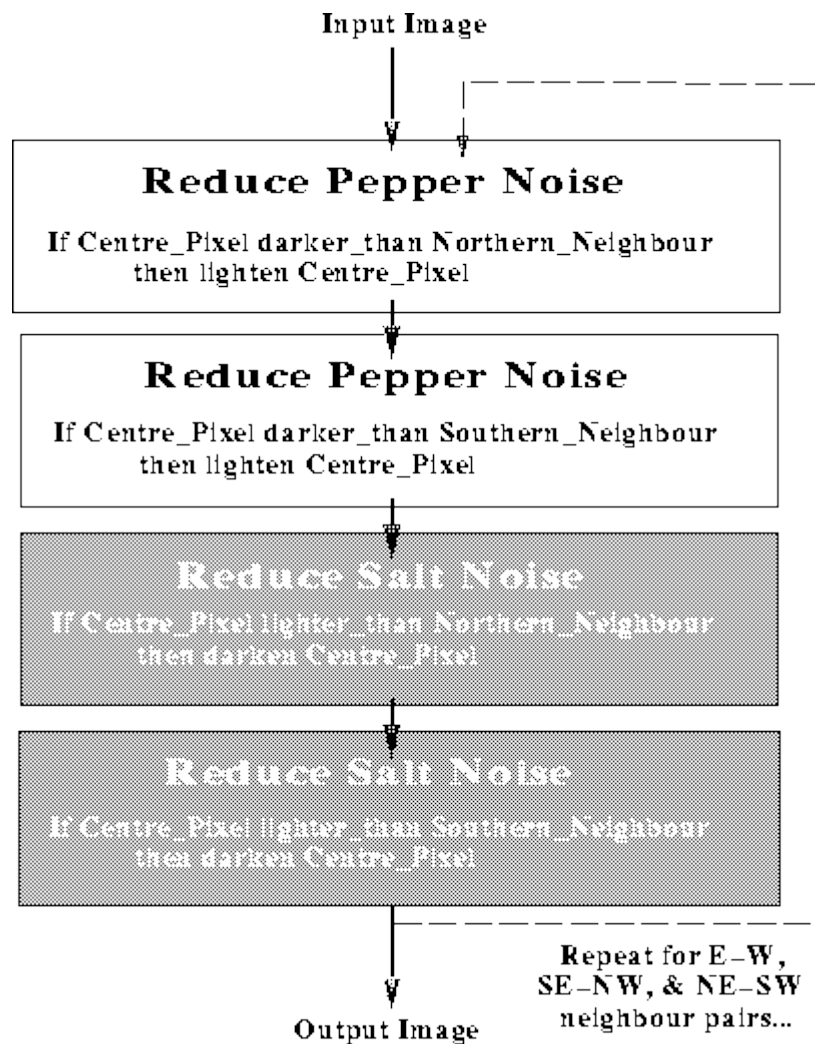 Input Image
Reduce Pepper Noise
If Centre_Pixel darker_than Northern_Neighbour
then lighten Centre_Pixel
Reduce Pepper Noise
If Centre_Pixel darker_than Southern_Neighbour
then lighten Centre_Pixel
Reduce Salt Noise
If Centre_Pixel lighter_than Northern_Neighbour
then darken Centre_Pixel
Reduce Salt Noise
If Centre_Pixel lighter_than Southern_Neighbour
then darken Centre_Pixel
Repeat for E-W,
SE-NW, & NE-SW
neighbour pairs...
Output Image